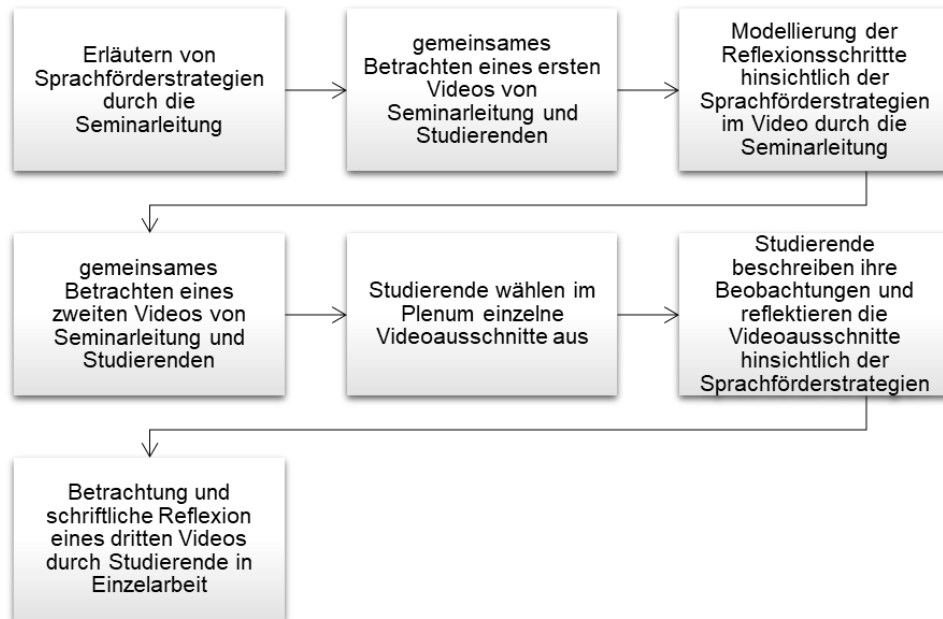 Erläutern von
Sprachförderstrategien
durch die
Seminarleitung
gemeinsames
Betrachten eines ersten
Videos von
Seminarleitung und
Studierenden
Modellierung der
Reflexionsschrittte
hinsichtlich der
Sprachförderstrategien
im Video durch die
Seminarleitung
gemeinsames
Betrachten eines
zweiten Videos von
Seminarleitung und
Studierenden
Studierende wählen im
Plenum einzelne
Videoausschnitte aus
Studierende
beschreiben ihre
Beobachtungen und
reflektieren die
Videoausschnitte
hinsichtlich der
Sprachförderstrategien
Betrachtung und
schriftliche Reflexion
eines dritten Videos
durch Studierende in
Einzelarbeit